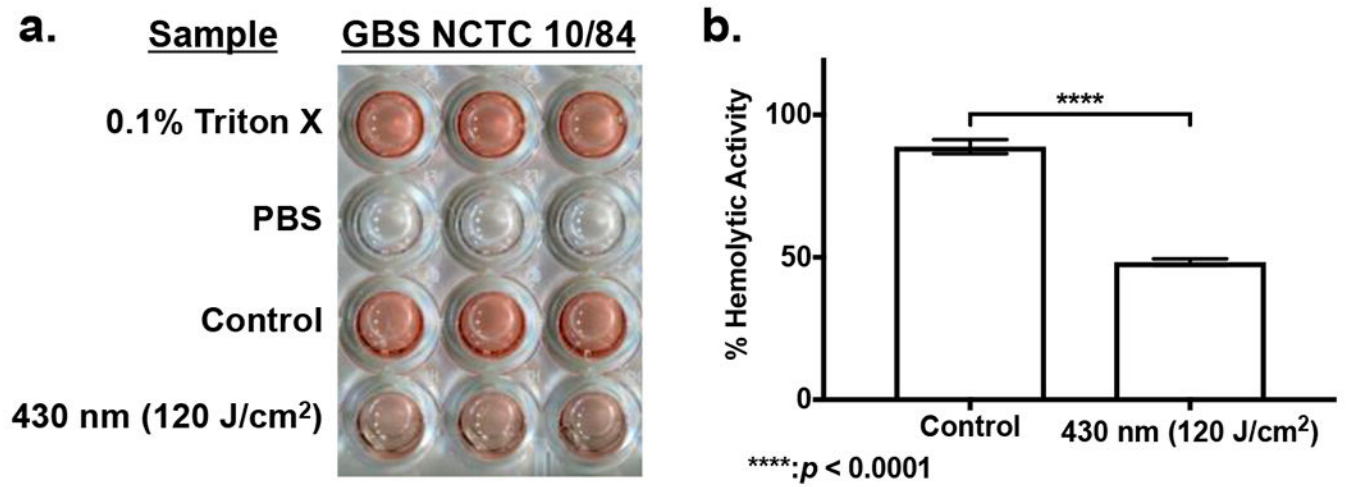 a.
Sample
GBS NCTC 10/84
0.1% Triton X
PBS
Control
430 nm (120 J/cm²)
b.
% Hemolytic Activity
100
50
0
****
Control
430 nm (120 J/cm²)
****:p < 0.0001